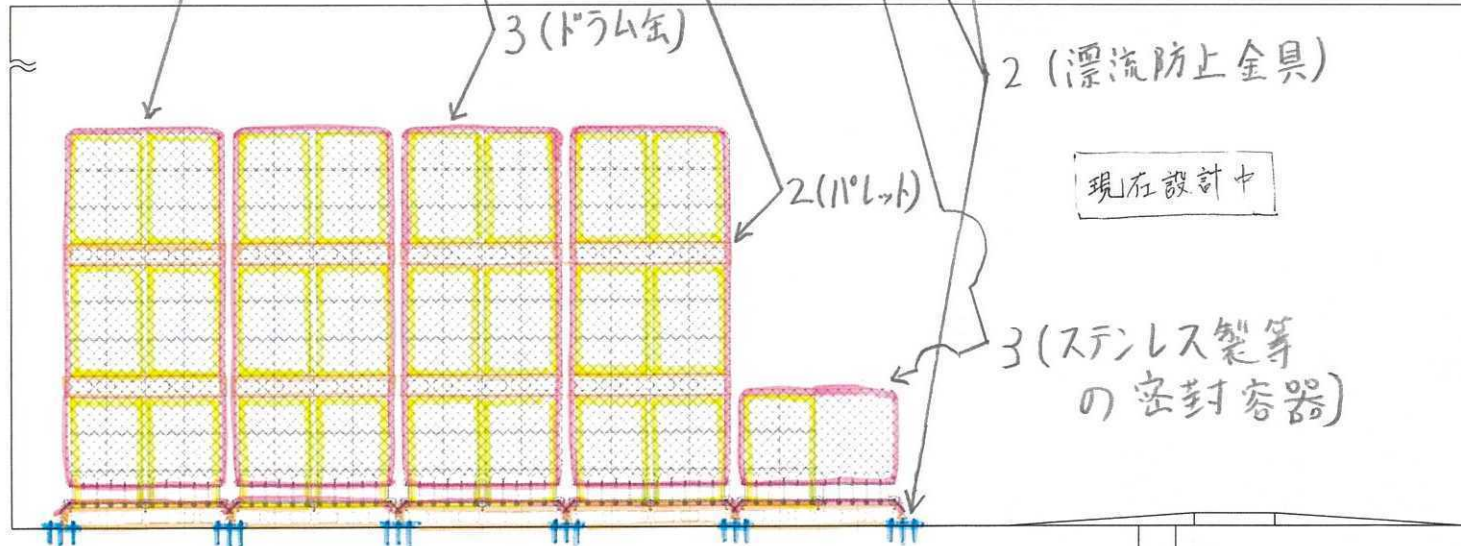 3(ドラム缶)
2(漂流防止金具)
現在設計中
2(パレット)
3(ステンレス製等
の密封容器)